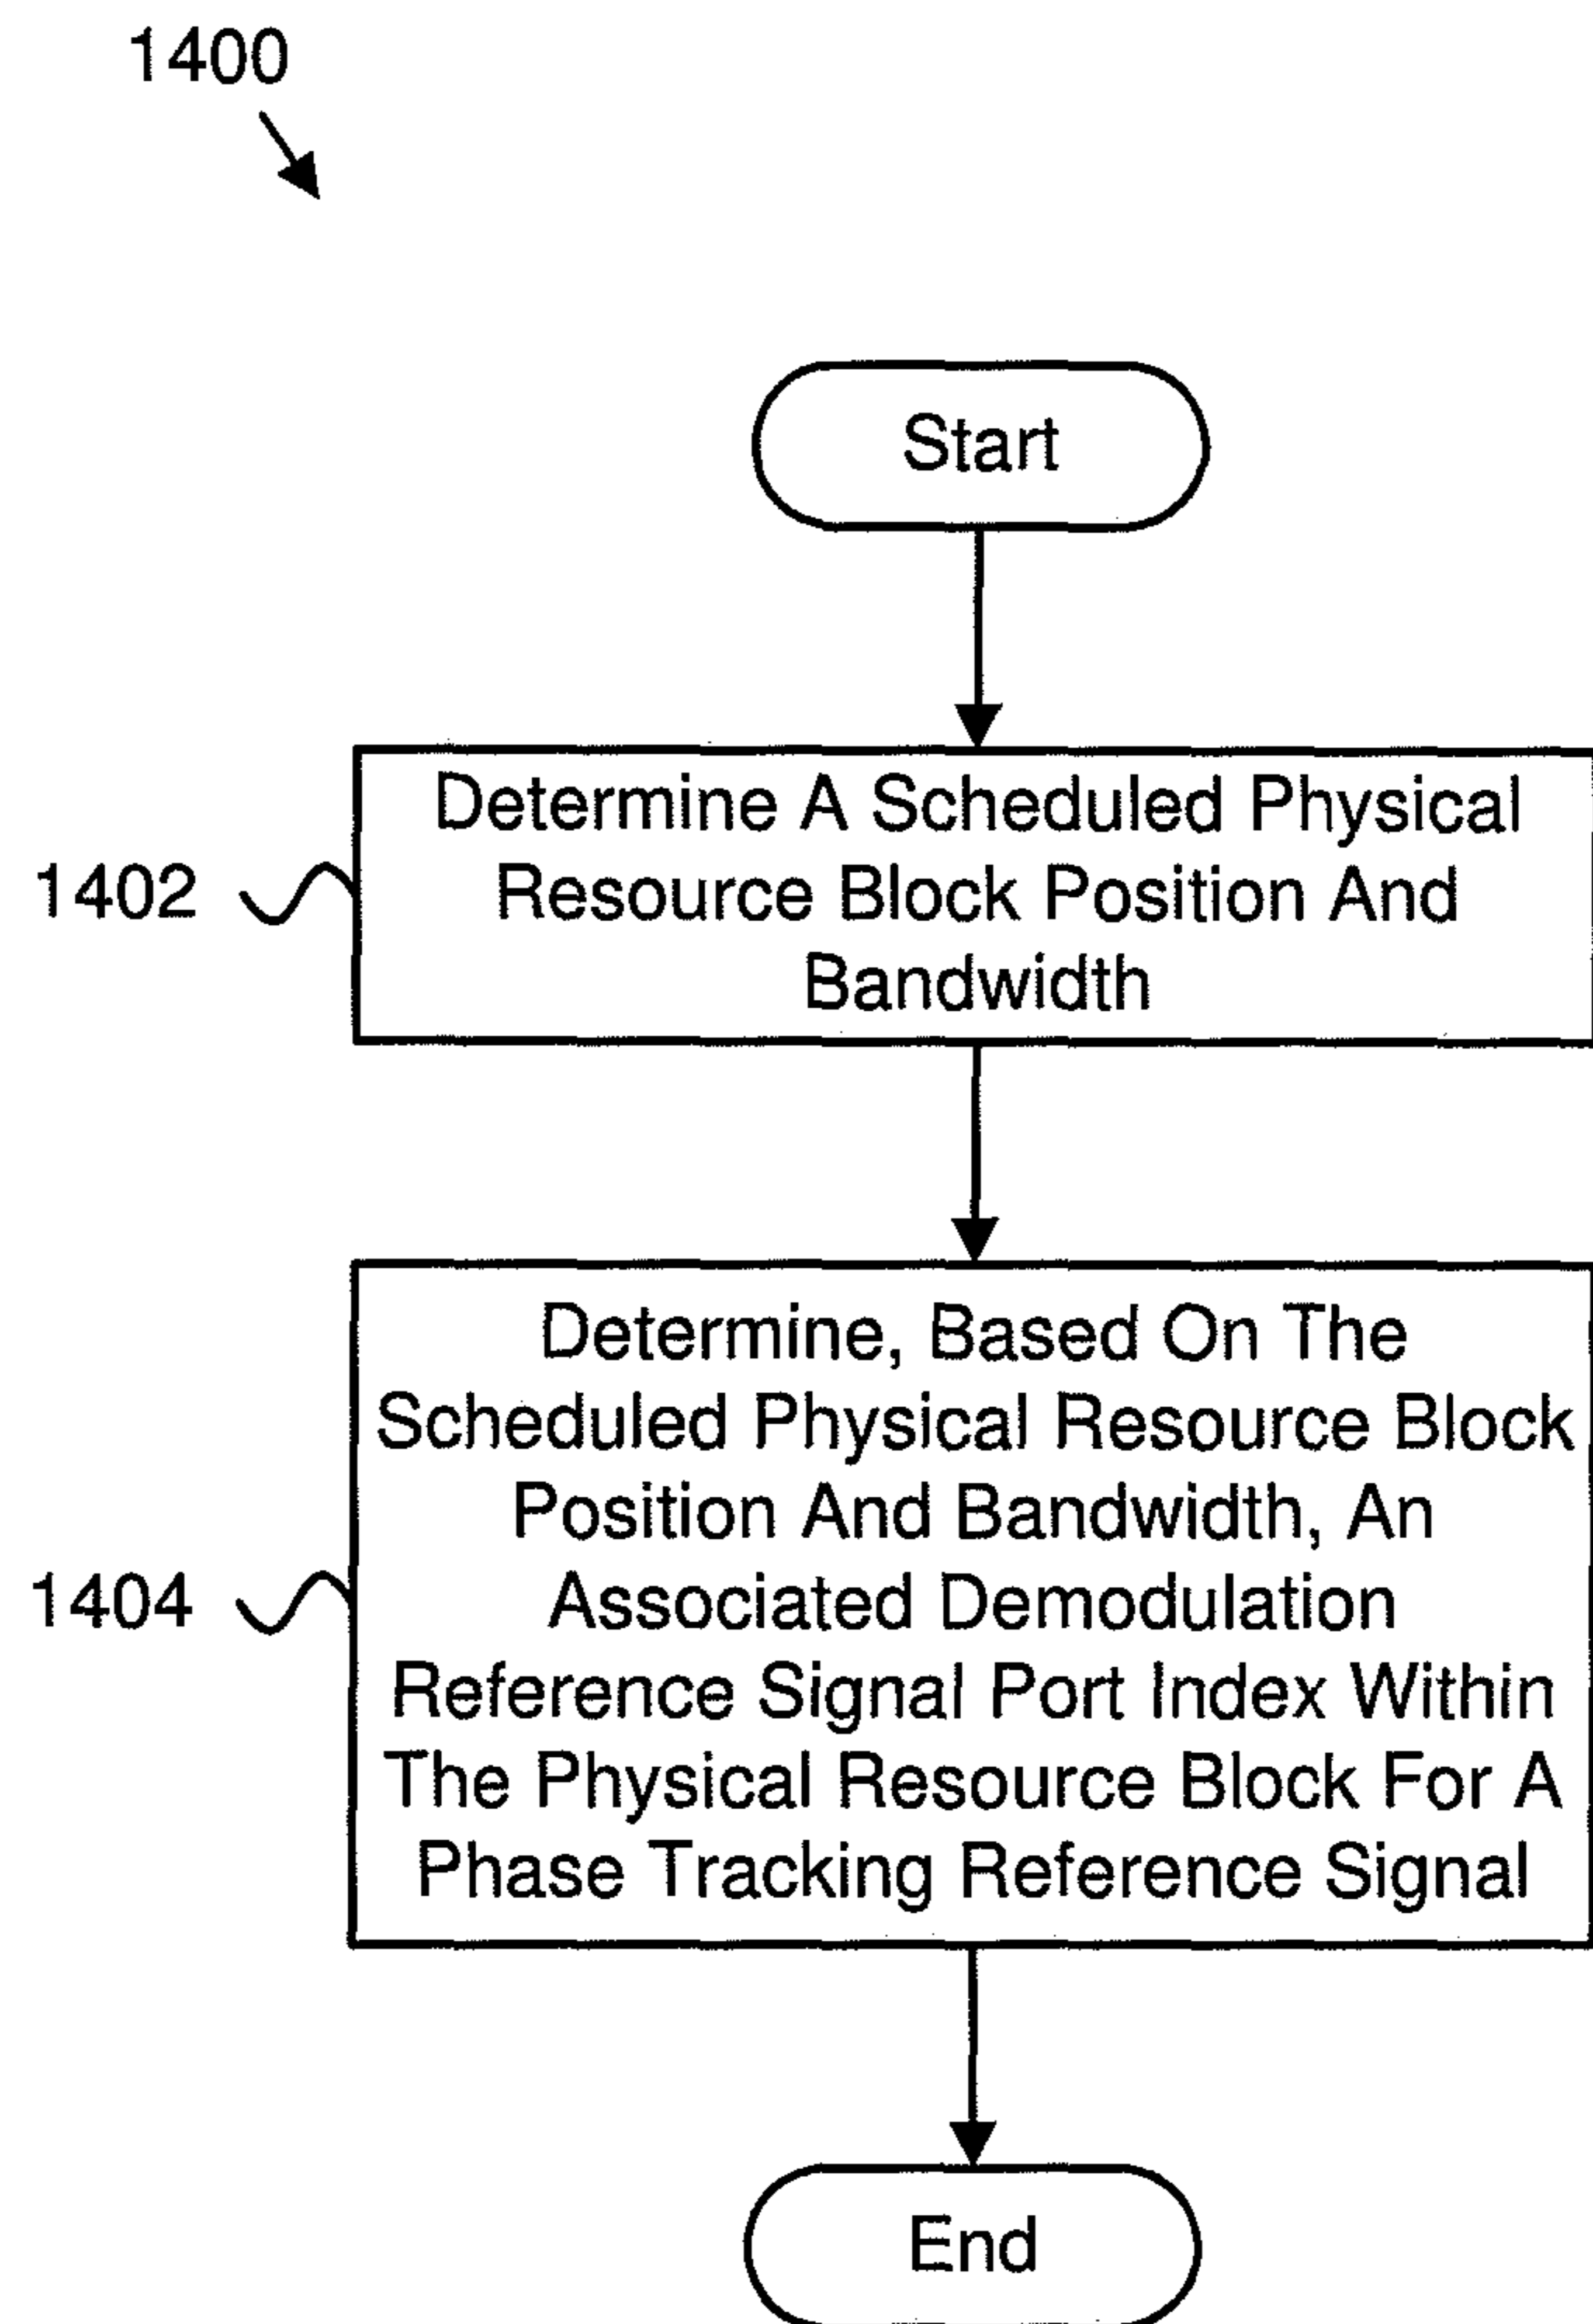 1400
Start
1402
Determine A Scheduled Physical
Resource Block Position And
Bandwidth
1404
Determine, Based On The
Scheduled Physical Resource Block
Position And Bandwidth, An
Associated Demodulation
Reference Signal Port Index Within
The Physical Resource Block For A
Phase Tracking Reference Signal
End